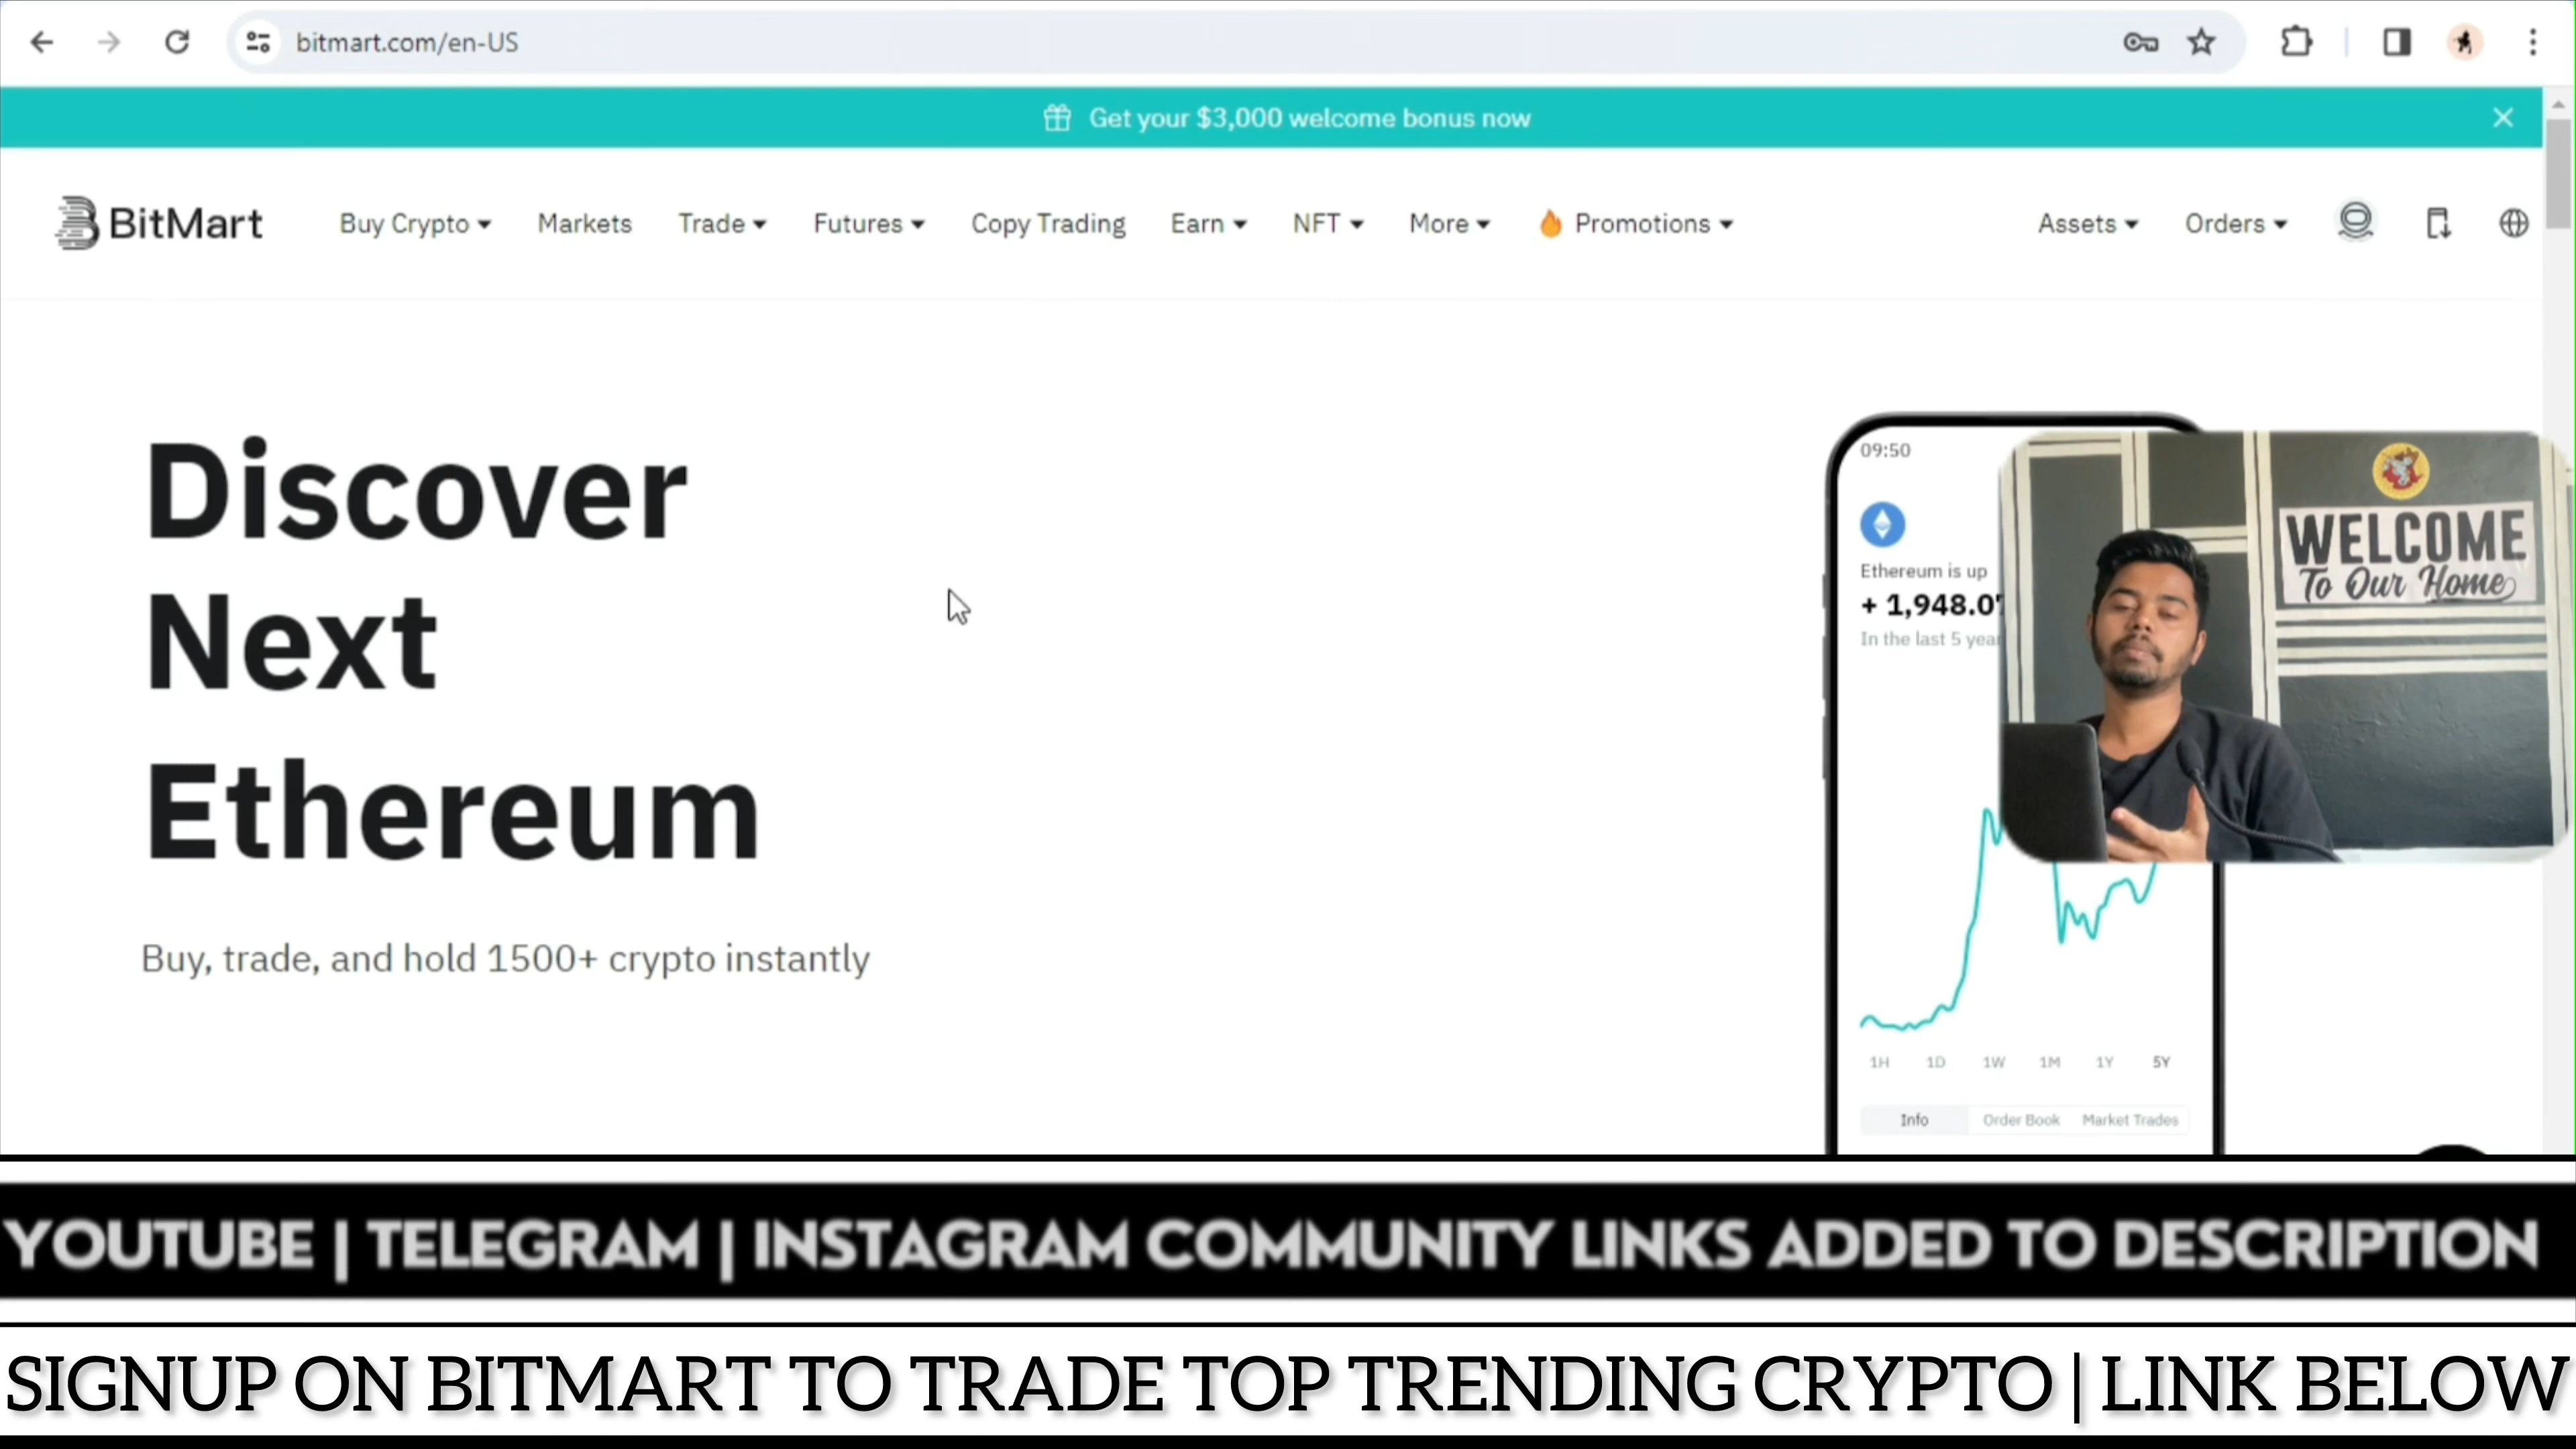 bitmart.com/en-US
Get your $3,000 welcome bonus now
BitMart
Buy Crypto Markets Trade Futures Copy Trading Earn NFT More Promotions Assets Orders
Discover
Next
Ethereum
Buy, trade, and hold 1500+ crypto instantly
09:50
Ethereum is up
+ 1,948.0
In the last 5
1H 1D 1W 1M 1Y 5Y
Info Order Book Market Trades
WELCOME
To Our Home
YOUTUBE | TELEGRAM | INSTAGRAM COMMUNITY LINKS ADDED TO DESCRIPTION
SIGNUP ON BITMART TO TRADE TOP TRENDING CRYPTO | LINK BELOW